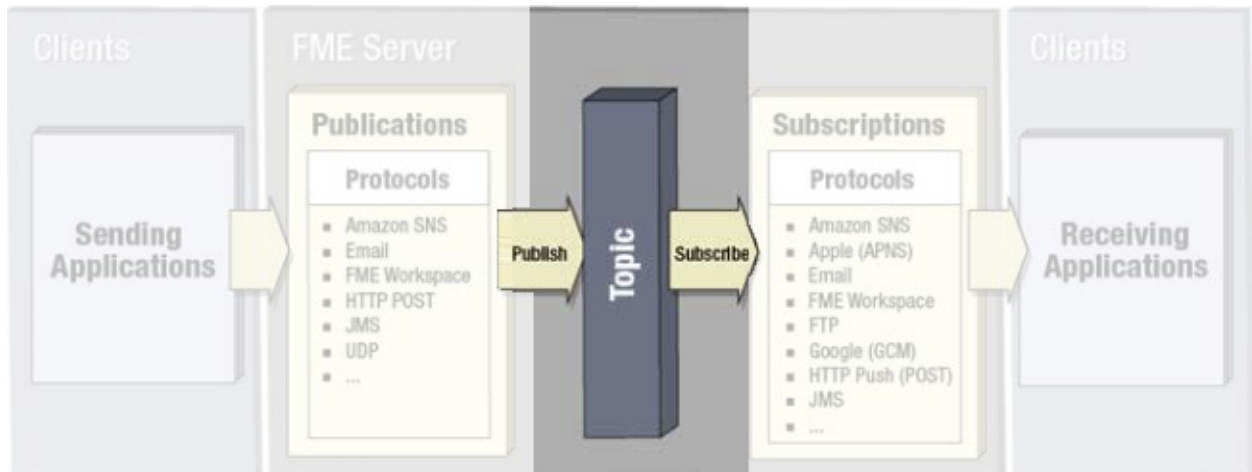 Clients
FME Server
Clients
Publications
Protocols
▪ Amazon SNS
▪ Email
▪ FME Workspace
▪ HTTP POST
▪ JMS
▪ UDP
▪ ...
Sending
Applications
Publish
Topic
Subscribe
Subscriptions
Protocols
▪ Amazon SNS
▪ Apple (APNS)
▪ Email
▪ FME Workspace
▪ FTP
▪ Google (GCM)
▪ HTTP Push (POST)
▪ JMS
▪ ...
Receiving
Applications